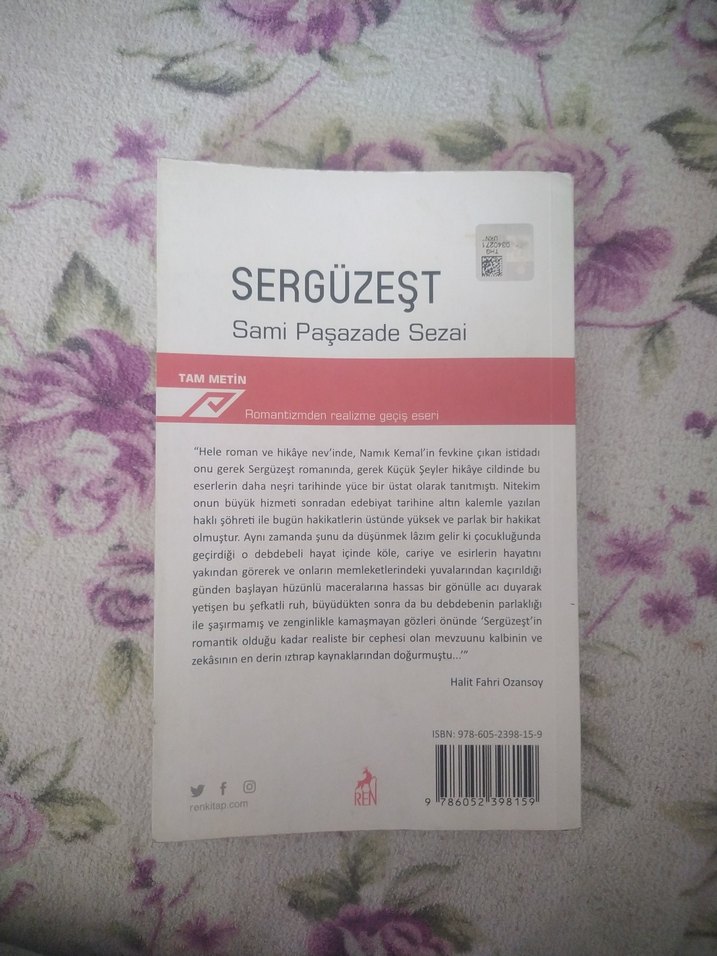 THG
0340271
URN
SERGÜZEŞT
Sami Paşazade Sezai
TAM METİN
Romantizmden realizme geçiş eseri
“Hele roman ve hikâye nev’inde, Namık Kemal’in fevkine çıkan istidadı
onu gerek Sergüzeşt romanında, gerek Küçük Şeyler hikâye cildinde bu
eserlerin daha neşri tarihinde yüce bir üstat olarak tanıtmıştı. Nitekim
onun büyük hizmeti sonradan edebiyat tarihine altın kalemle yazılan
haklı şöhreti ile bugün hakikatlerin üstünde yüksek ve parlak bir hakikat
olmuştur. Aynı zamanda şunu da düşünmek lâzım gelir ki çocukluğunda
geçirdiği o debdebeli hayat içinde köle, cariye ve esirlerin hayatını
yakından görerek ve onların memleketlerindeki yuvalarından kaçırıldığı
günden başlayan hüzünlü maceralarına hassas bir gönülle acı duyarak
yetişen bu şefkatli ruh, büyüdükten sonra da bu debdebenin parlaklığı
ile şaşırmamış ve zenginlikle kamaşmayan gözleri önünde ‘Sergüzeşt’in
romantik olduğu kadar realiste bir cephesi olan mevzuunu kalbinin ve
zekâsının en derin ıztırap kaynaklarından doğurmuştu...’”
Halit Fahri Ozansoy
ISBN: 978-605-2398-15-9
renkitap.com
REN
9 786052 398159